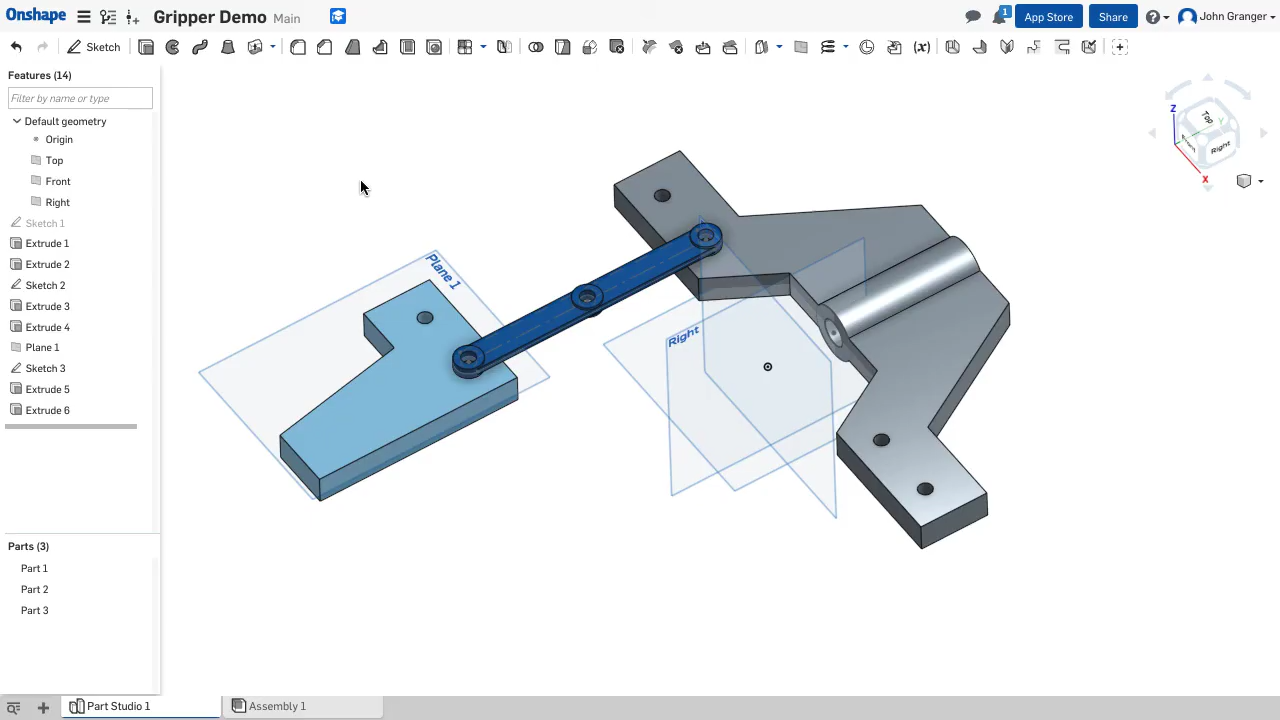 Onshape
Gripper Demo Main
1
App Store
Share
John Granger
Sketch
(x)
Features (14)
Filter by name or type
Default geometry
Origin
Top
Front
Right
Sketch 1
Extrude 1
Extrude 2
Sketch 2
Extrude 3
Extrude 4
Plane 1
Sketch 3
Extrude 5
Extrude 6
Parts (3)
Part 1
Part 2
Part 3
Plane 1
Right
Z
Top
Y
Front
Right
X
Part Studio 1
Assembly 1